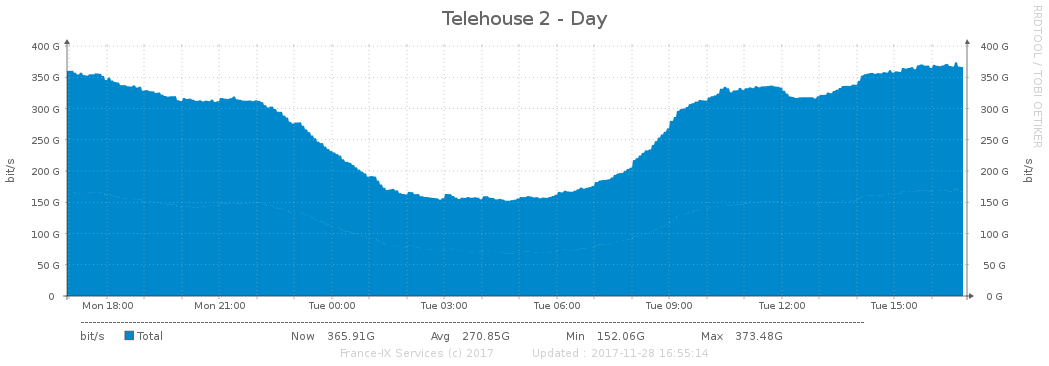 Telehouse 2 - Day
RRDTOOL / TOBI OETIKER
bit/s
400 G 400 G
350 G 350 G
300 G 300 G
250 G 250 G
200 G 200 G
150 G 150 G
100 G 100 G
50 G 50 G
0 0 G
bit/s
Mon 18:00 Mon 21:00 Tue 00:00 Tue 03:00 Tue 06:00 Tue 09:00 Tue 12:00 Tue 15:00
bit/s Total Now 365.91G Avg 270.85G Min 152.06G Max 373.48G
France-IX Services (c) 2017 Updated : 2017-11-28 16:55:14